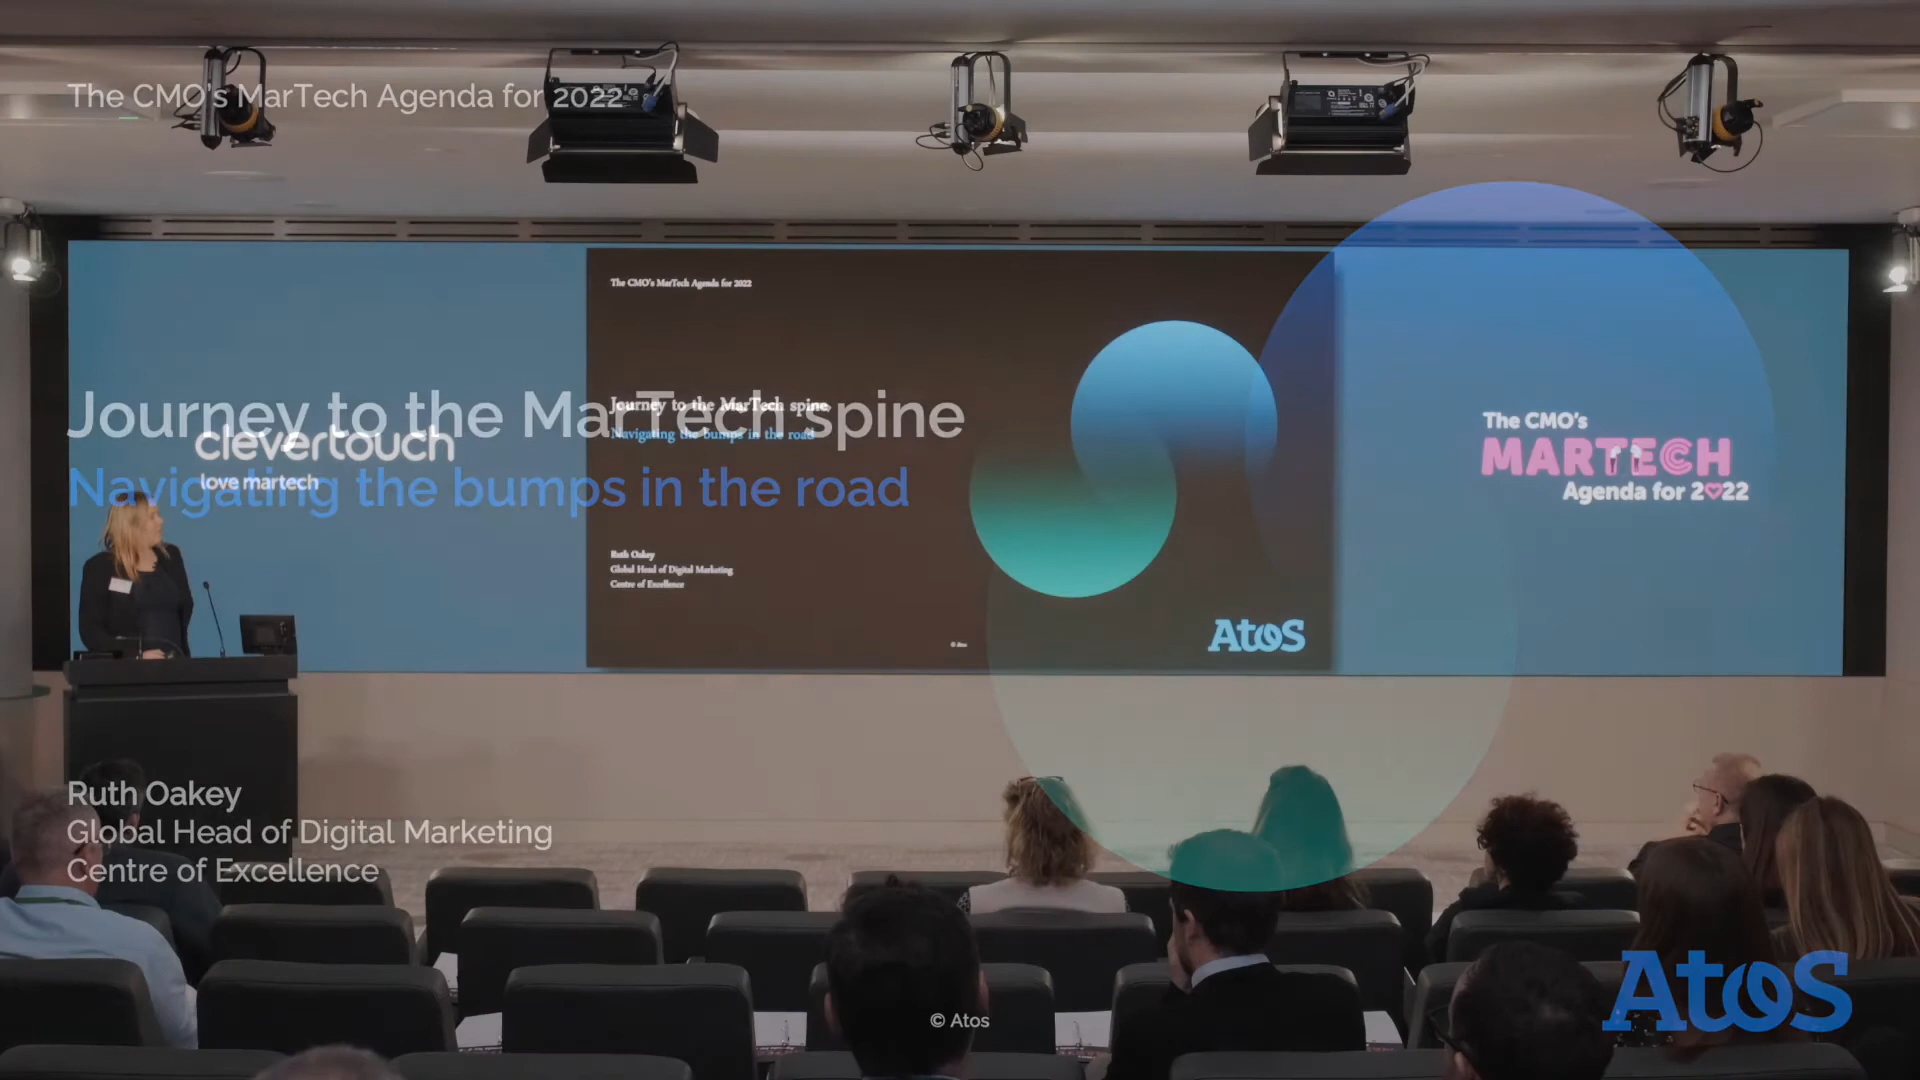 The CMO's MarTech Agenda for 2022
The CMO's MarTech Agenda for 2022
Journey to the MarTech spine
Navigating the bumps in the road
clevertouch
love martech
Journey to the MarTech spine
Navigating the bumps in the road
The CMO's
MARTECH
Agenda for 2022
Ruth Oakey
Global Head of Digital Marketing
Centre of Excellence
© Atos
Atos
Ruth Oakey
Global Head of Digital Marketing
Centre of Excellence
© Atos
Atos